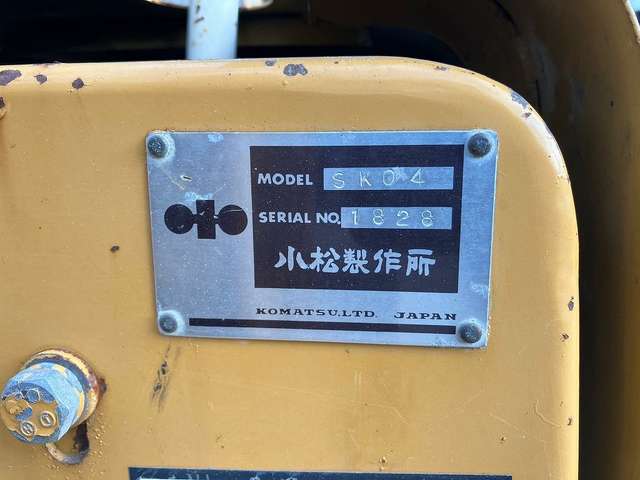 MODEL SK04
SERIAL NO. 1828
小松製作所
KOMATSU.LTD. JAPAN